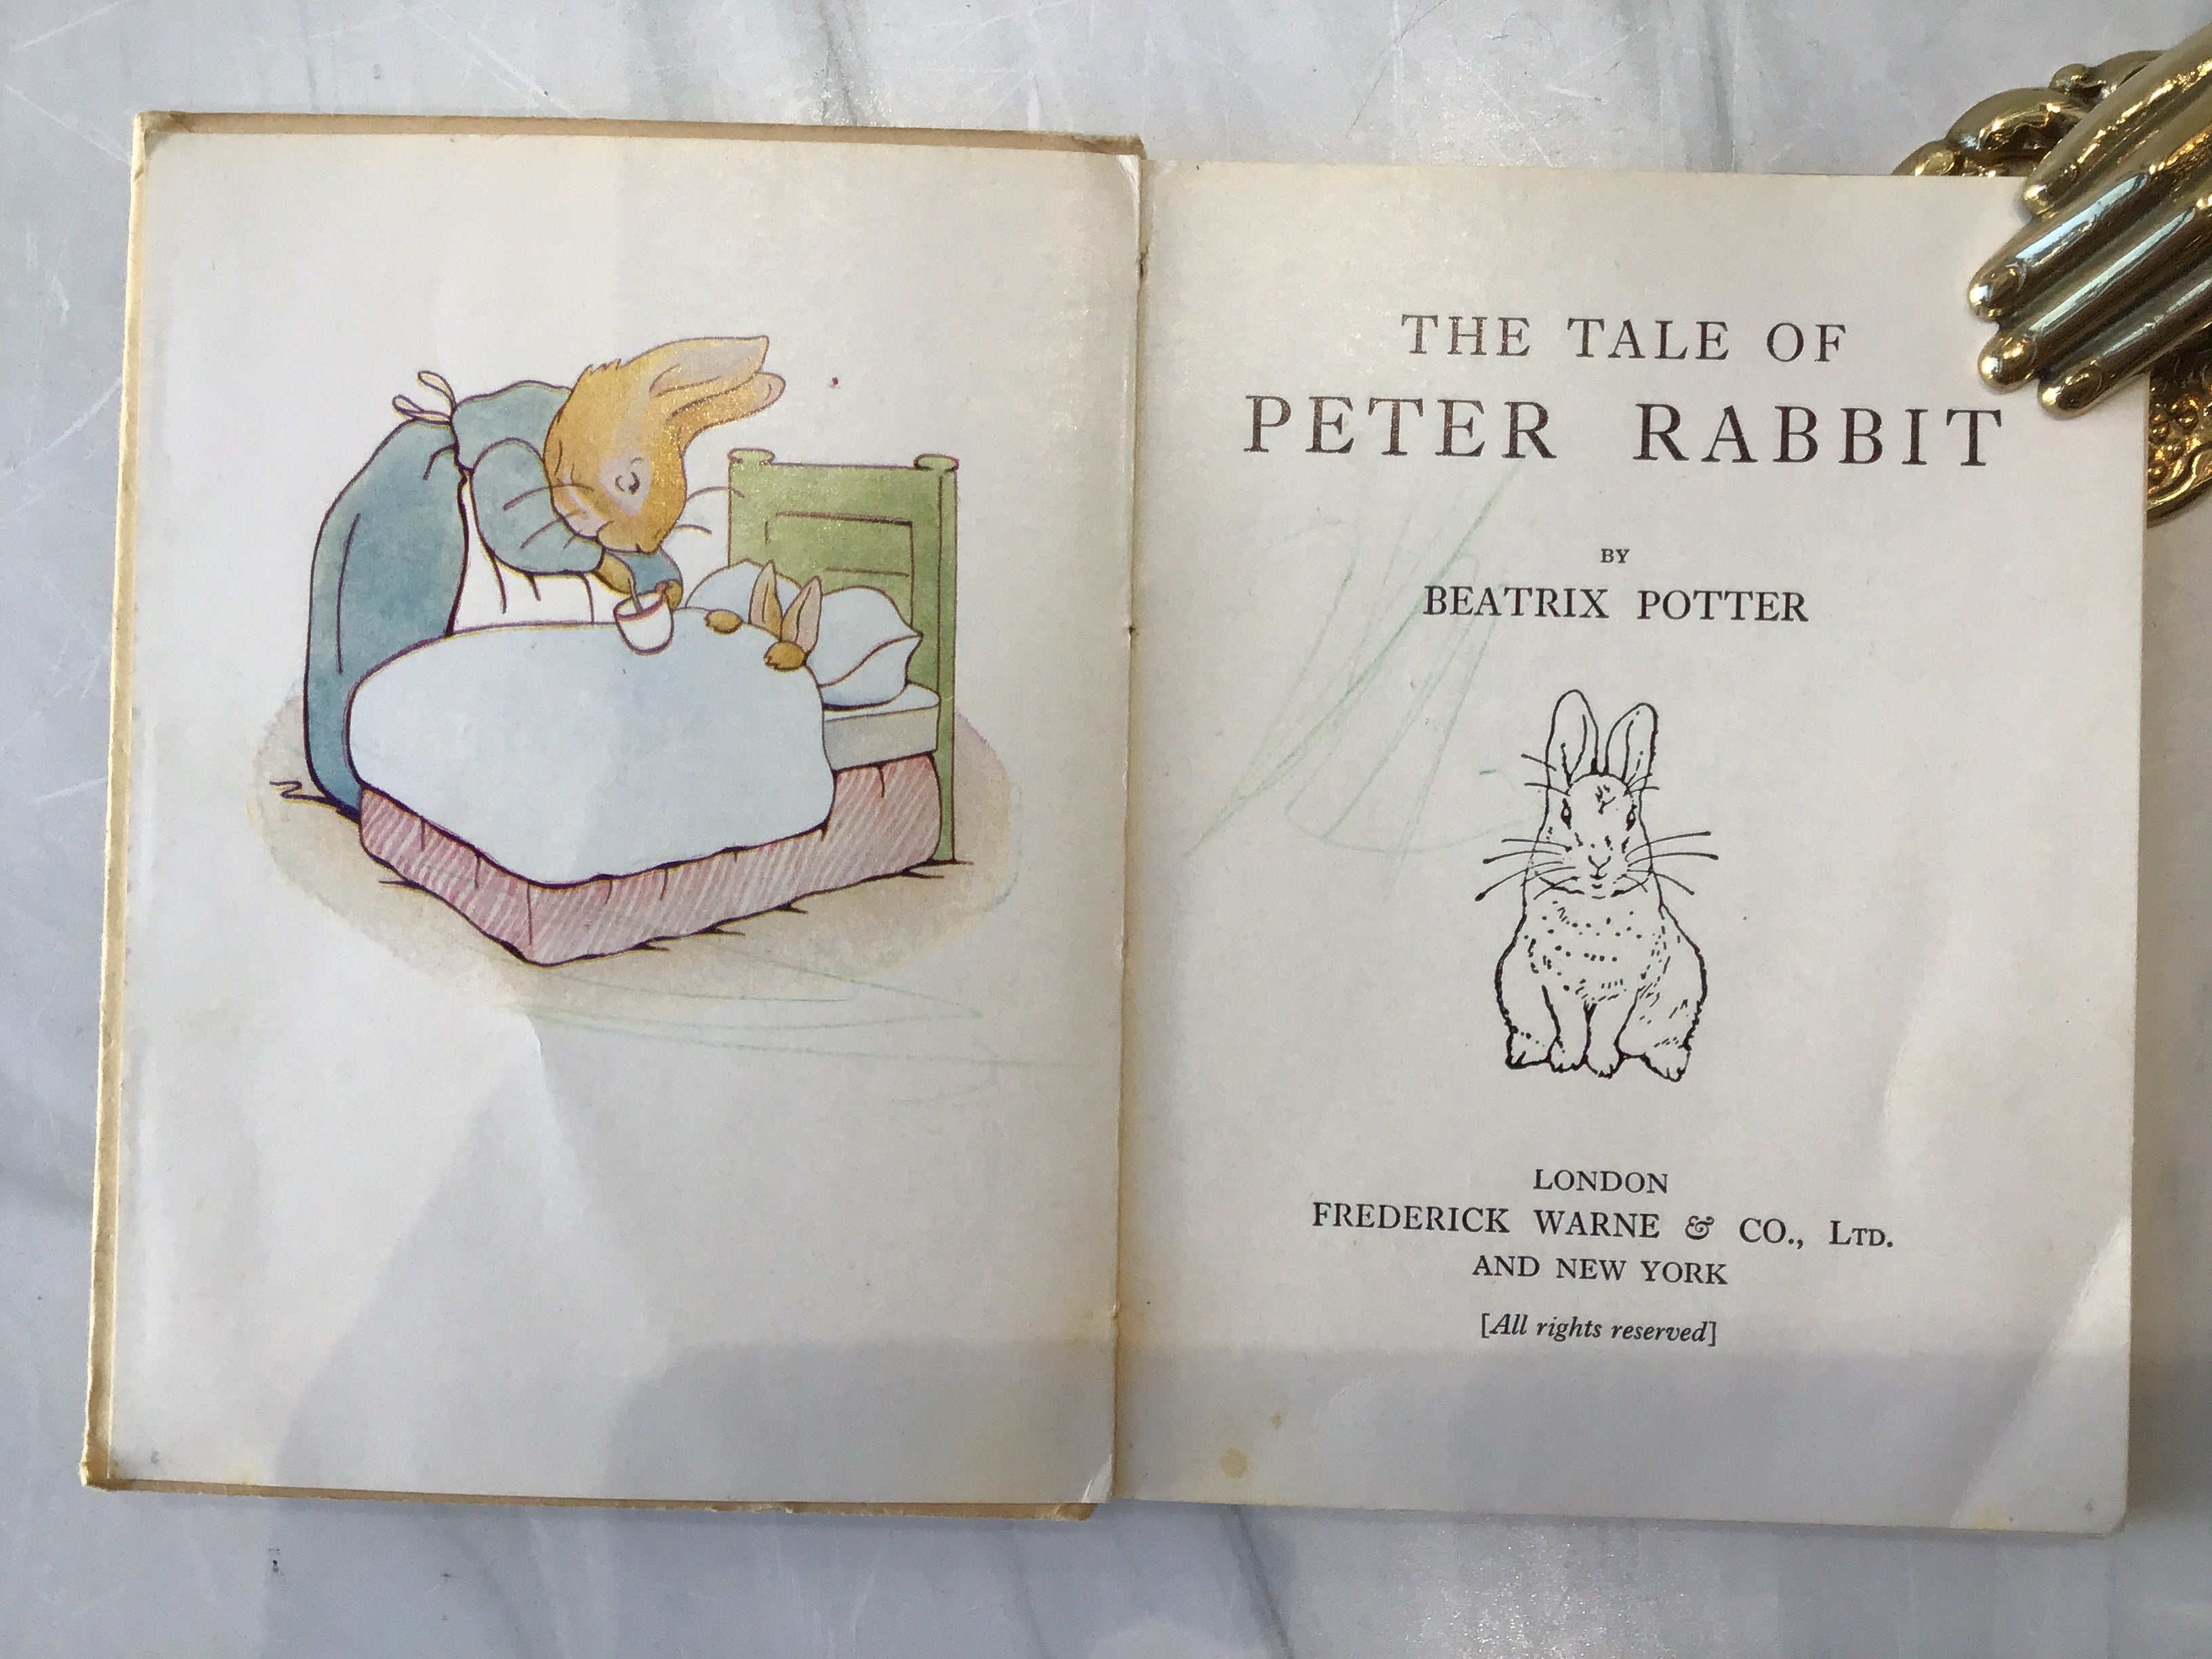 THE TALE OF
PETER RABBIT
BY
BEATRIX POTTER
LONDON
FREDERICK WARNE & CO., LTD.
AND NEW YORK
[All rights reserved]